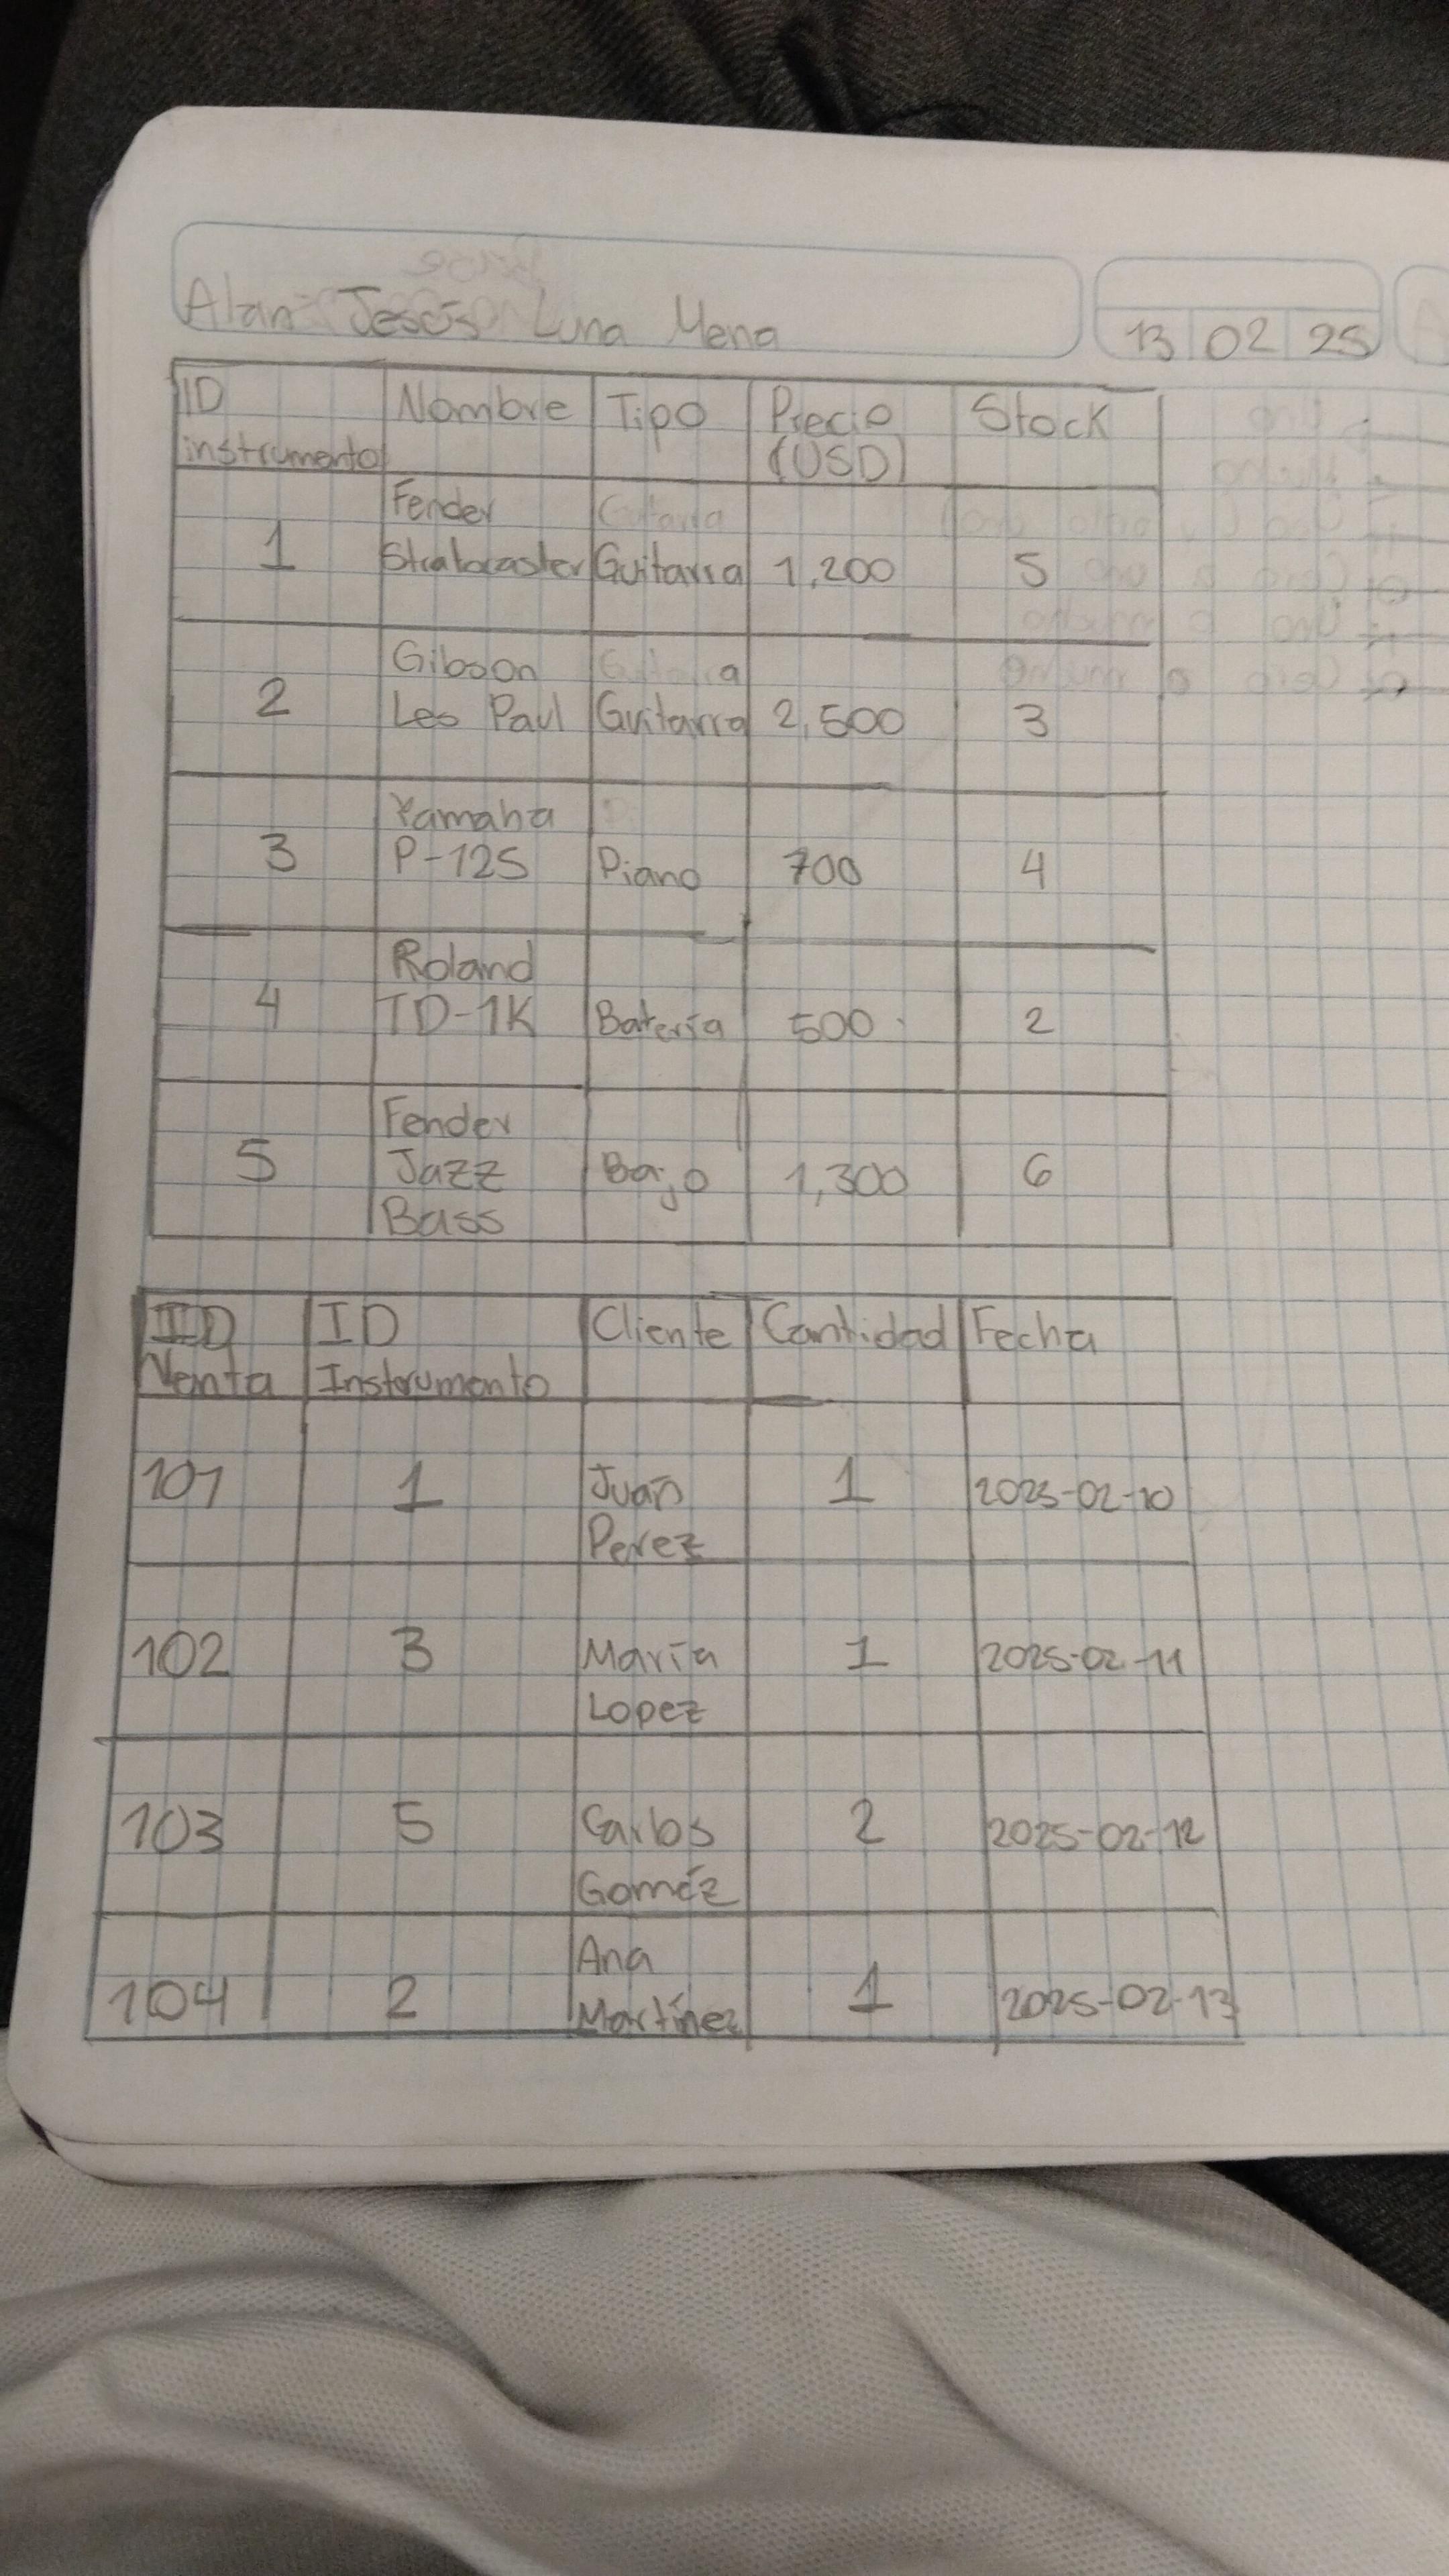 Alan Jesús Luna Mena
13 02 25
ID instrumento Nombre Tipo Precio (USD) Stock
1 Fender Stratocaster Guitarra 1,200 5
2 Gibson Les Paul Guitarra 2,500 3
3 Yamaha P-125 Piano 700 4
4 Roland TD-1K Batería 500 2
5 Fender Jazz Bass Bajo 1,300 6
ID Venta ID Instrumento Cliente Cantidad Fecha
101 1 Juan Perez 1 2025-02-10
102 3 María Lopez 1 2025-02-11
103 5 Carlos Goméz 2 2025-02-12
104 2 Ana Martínez 1 2025-02-13